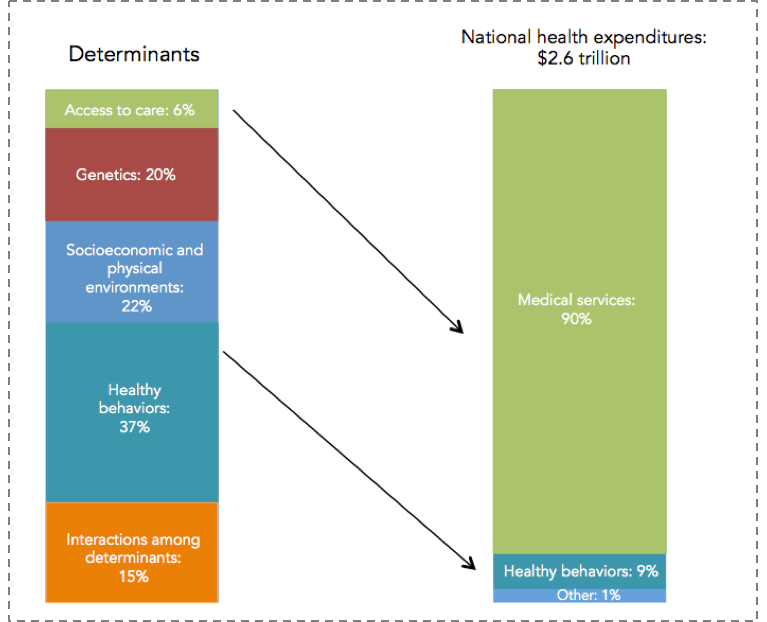 Determinants
Access to care: 6%
Genetics: 20%
Socioeconomic and
physical
environments:
22%
Healthy
behaviors:
37%
Interactions among
determinants:
15%
National health expenditures:
$2.6 trillion
Medical services:
90%
Healthy behaviors: 9%
Other: 1%